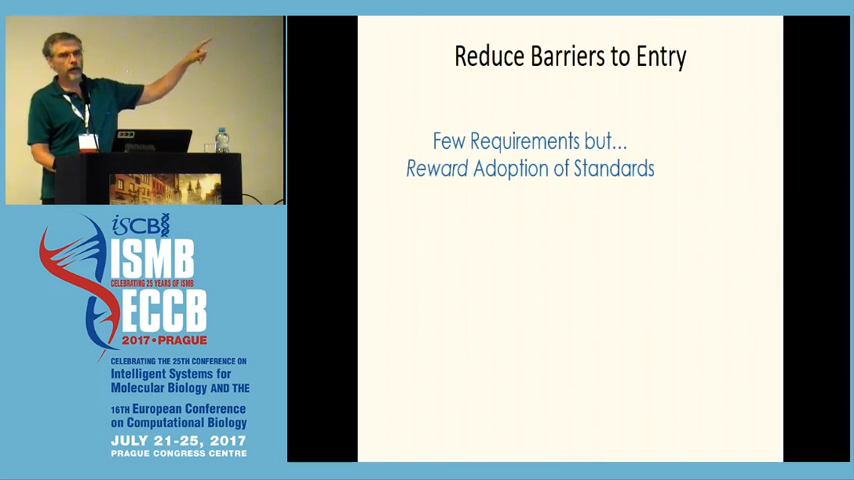 Reduce Barriers to Entry
Few Requirements but...
Reward Adoption of Standards
iSCB
ISMB
CELEBRATING 25 YEARS OF ISMB
ECCB
2017 • PRAGUE
CELEBRATING THE 25TH CONFERENCE ON
Intelligent Systems for
Molecular Biology AND THE
16TH European Conference
on Computational Biology
JULY 21-25, 2017
PRAGUE CONGRESS CENTRE